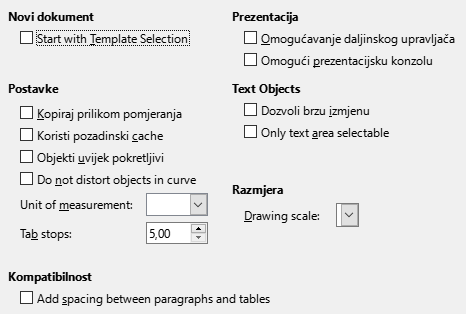 Novi dokument
Start with Template Selection
Postavke
Kopiraj prilikom pomjeranja
Koristi pozadinski cache
Objekti uvijek pokretljivi
Do not distort objects in curve
Unit of measurement:
Tab stops: 5,00
Kompatibilnost
Add spacing between paragraphs and tables
Prezentacija
Omogućavanje daljinskog upravljača
Omogući prezentacijsku konzolu
Text Objects
Dozvoli brzu izmjenu
Only text area selectable
Razmjera
Drawing scale: